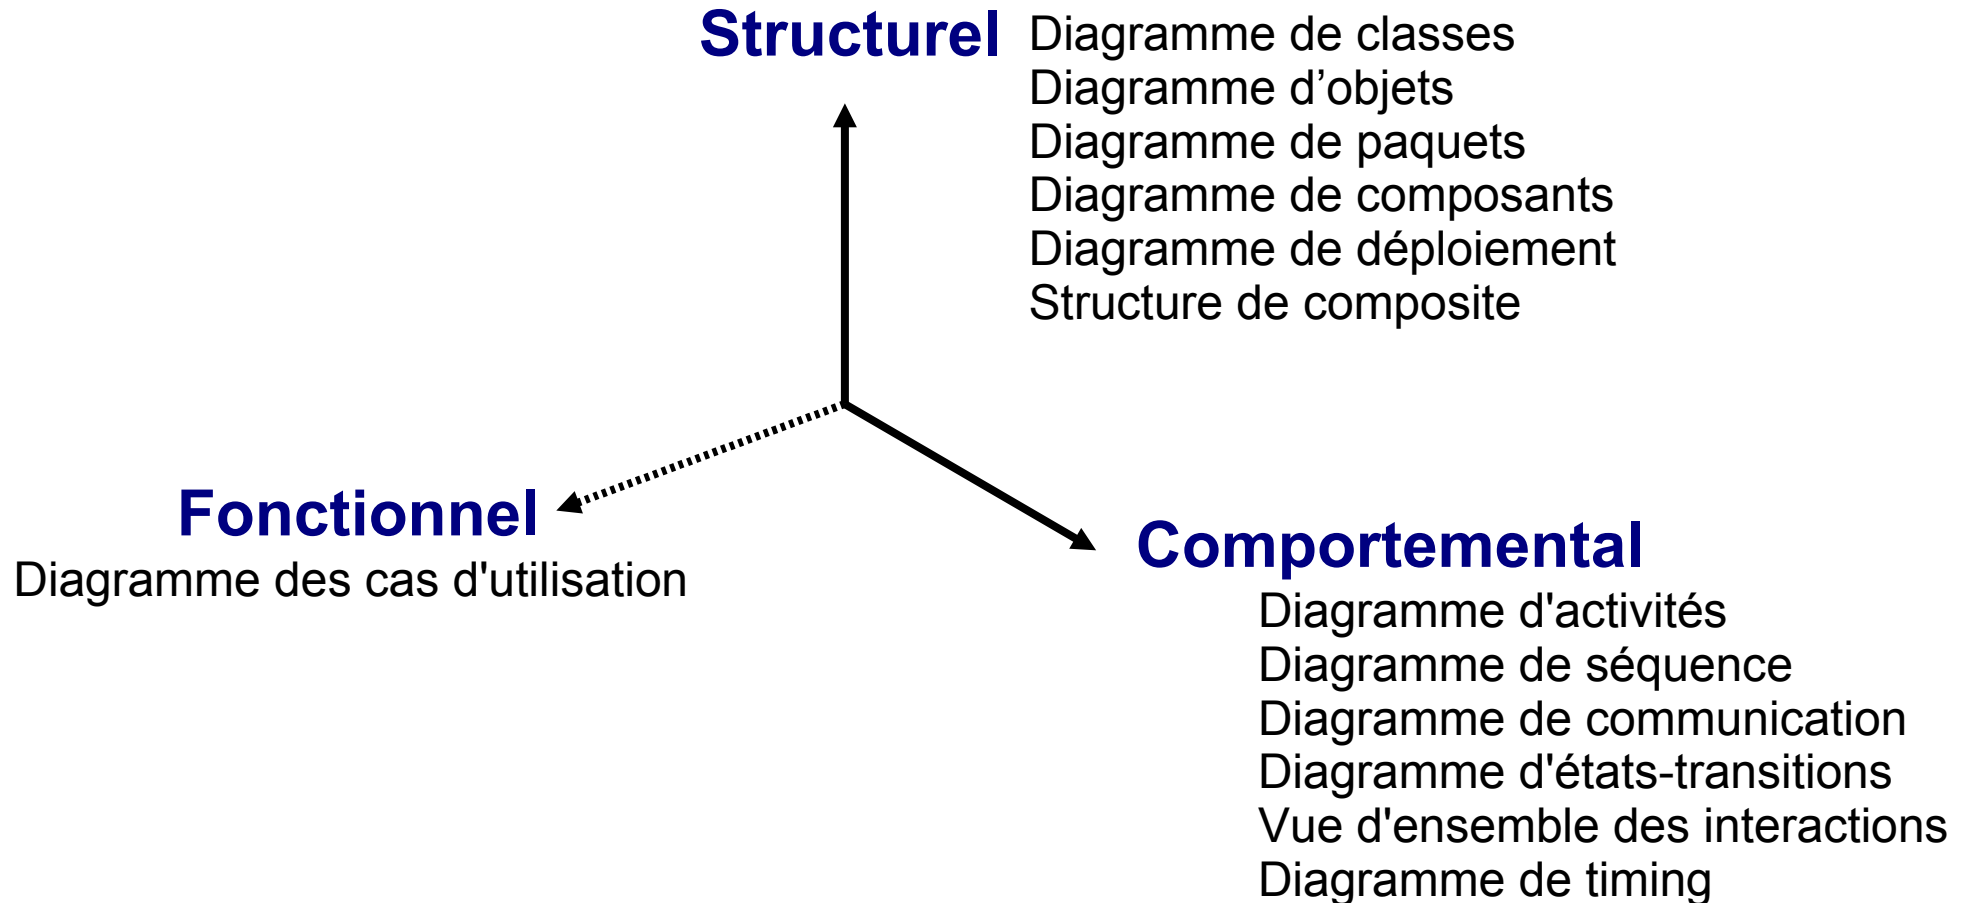 Structurel
Diagramme de classes
Diagramme d’objets
Diagramme de paquets
Diagramme de composants
Diagramme de déploiement
Structure de composite
Fonctionnel
Diagramme des cas d'utilisation
Comportemental
Diagramme d'activités
Diagramme de séquence
Diagramme de communication
Diagramme d'états-transitions
Vue d'ensemble des interactions
Diagramme de timing